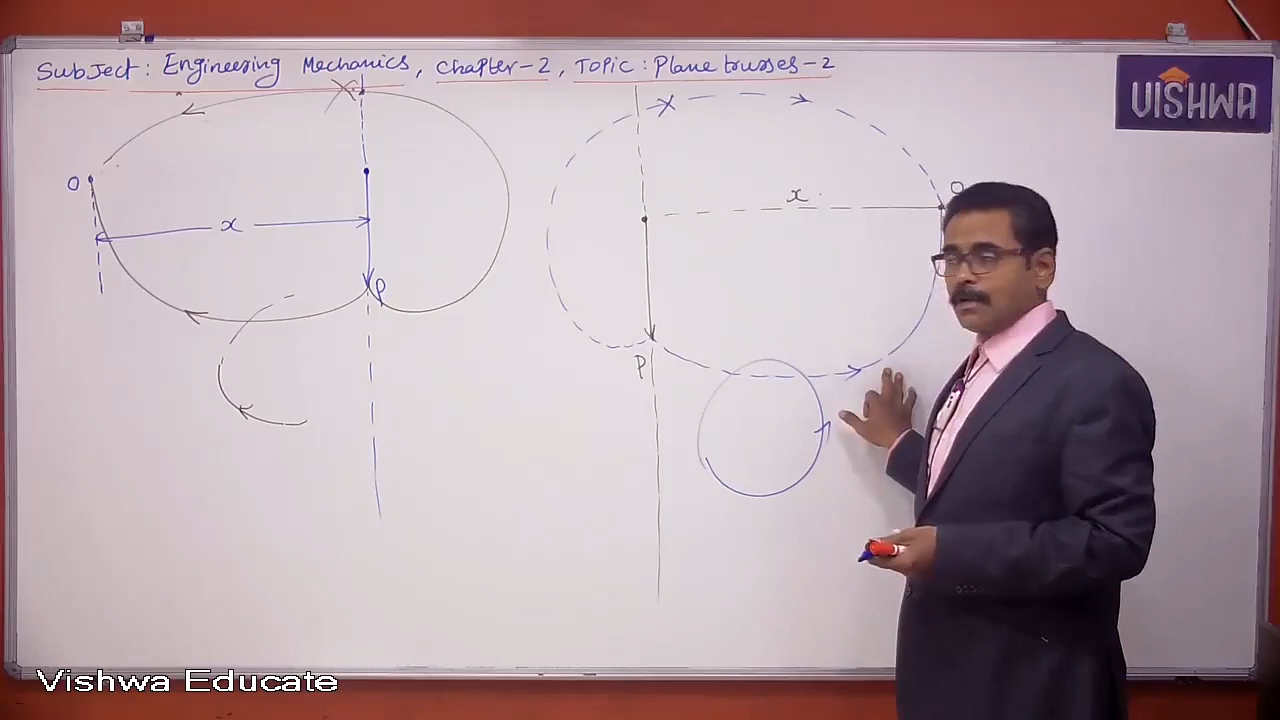 Subject: Engineering Mechanics, Chapter-2, Topic: Plane trusses-2
VISHWA
O
x
P
x
O
P
Vishwa Educate